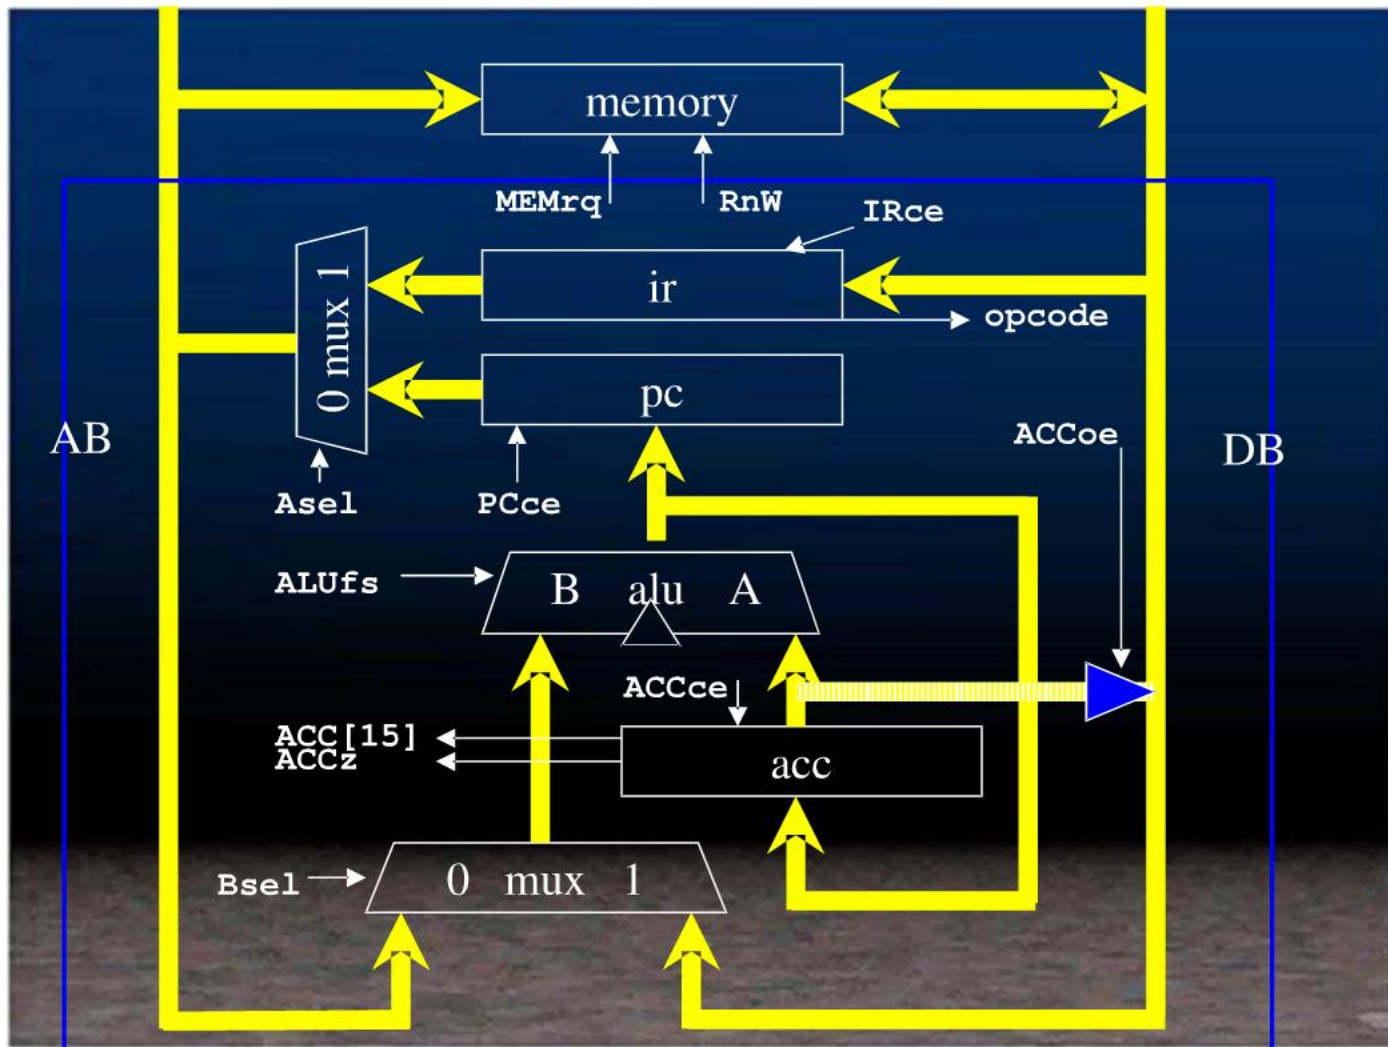 memory
MEMrq RnW IRce
0 mux 1
ir
opcode
pc
AB
ACCoe
DB
Asel PCce
ALUfs
B alu A
ACCce
ACC[15]
ACCz
acc
Bsel
0 mux 1